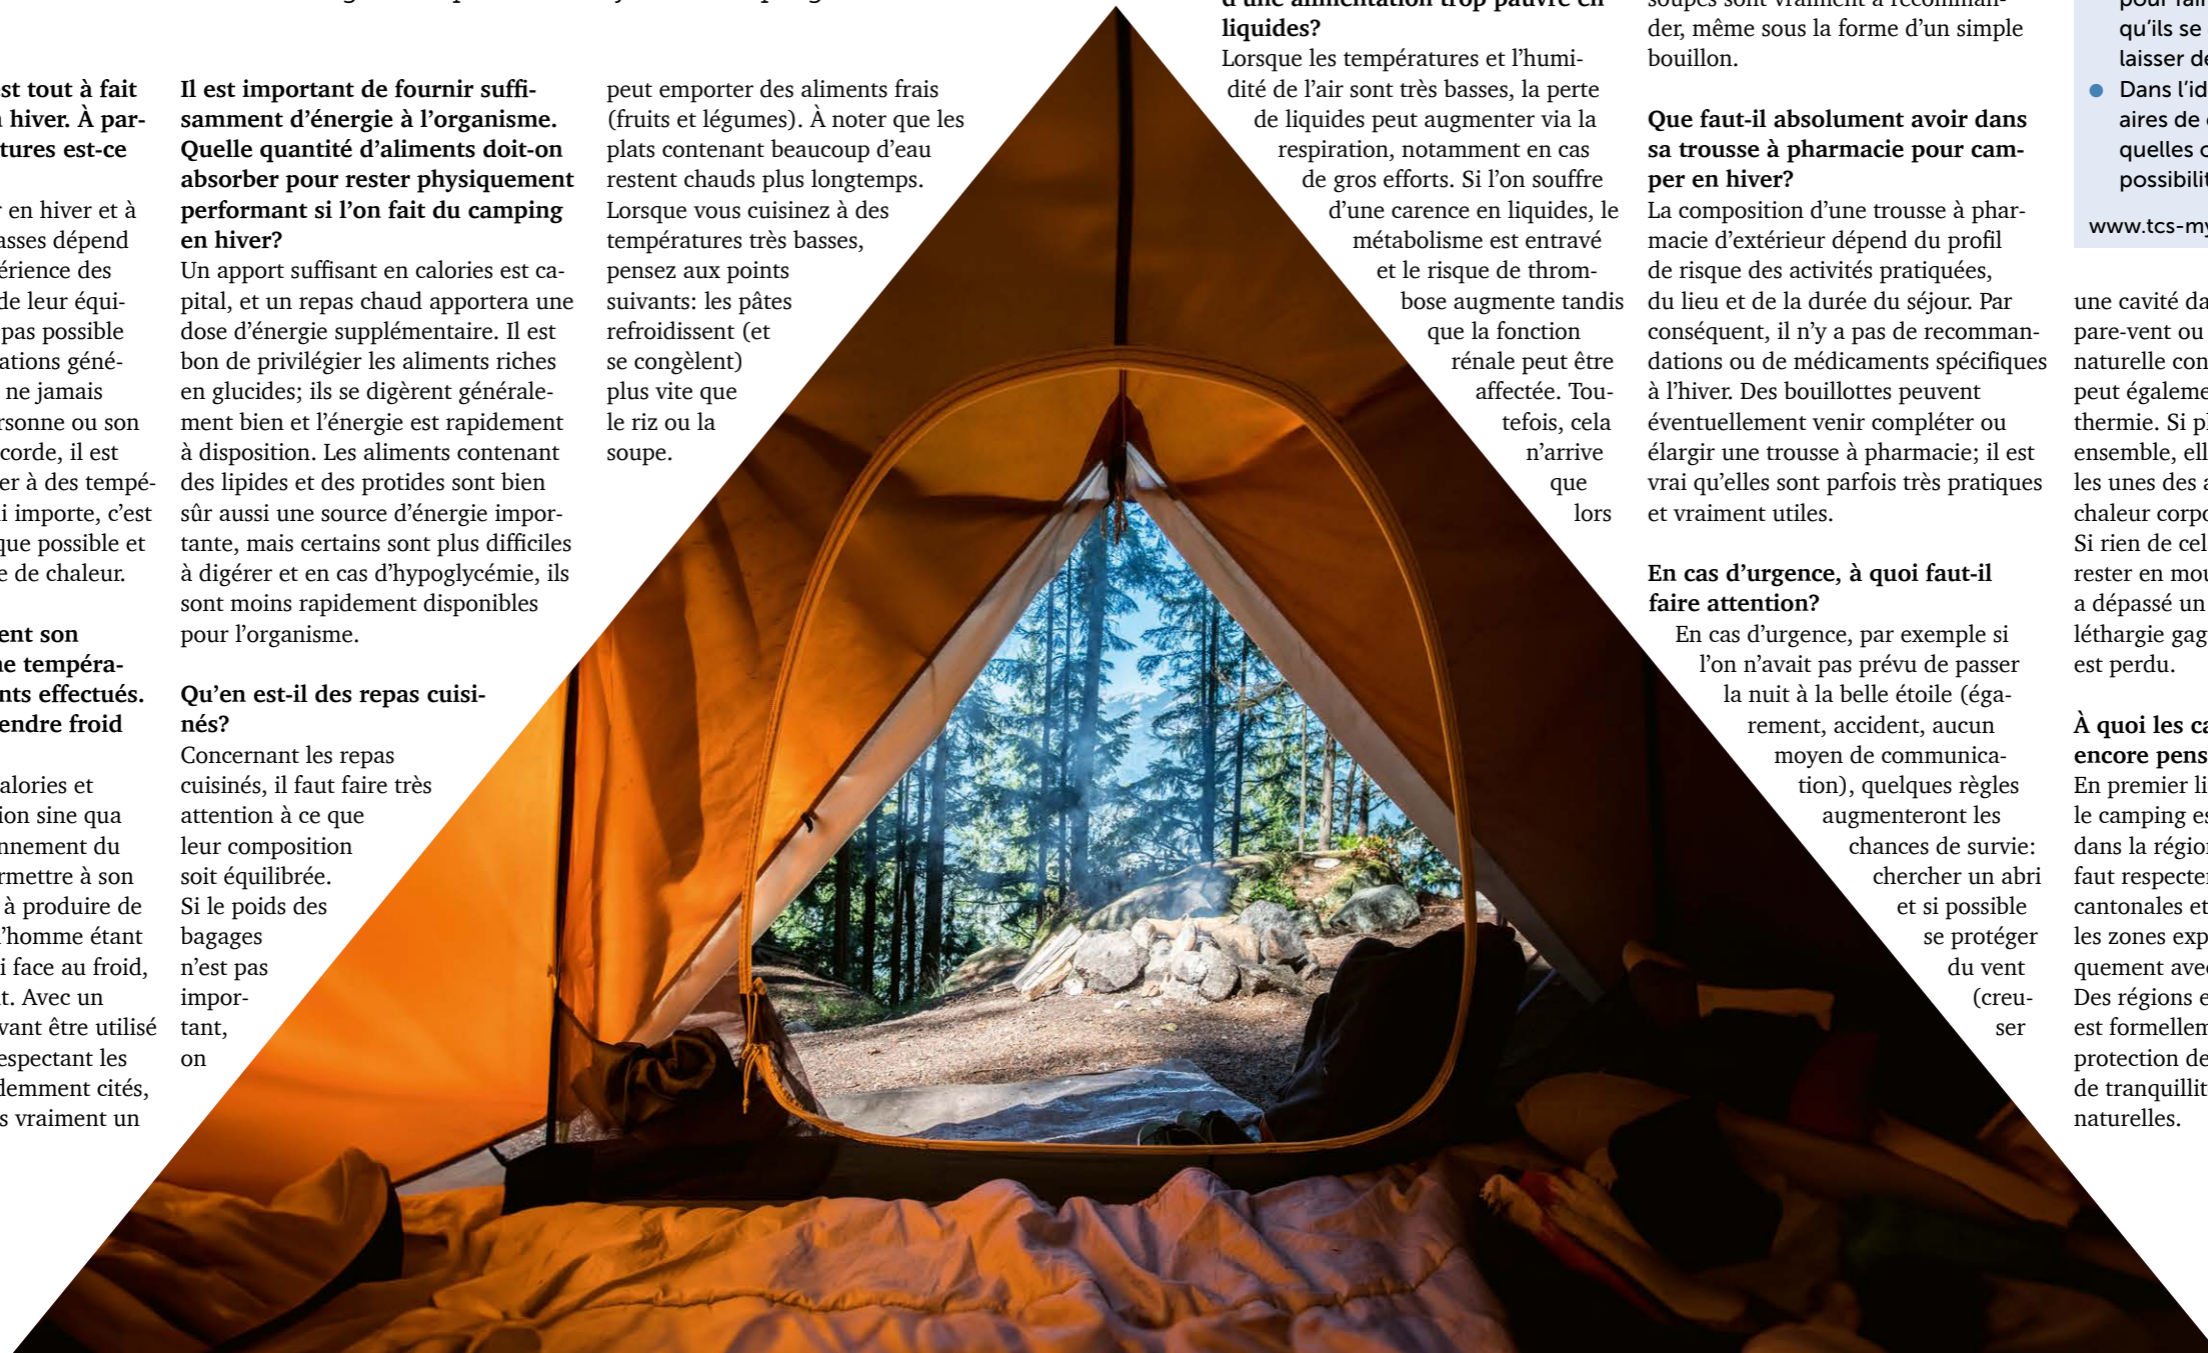 st tout à fait
hiver. À par-
tures est-ce
en hiver et à
asses dépend
érience des
de leur équi-
pas possible
ations géné-
ne jamais
rsonne ou son
corde, il est
er à des tempé-
i importe, c'est
que possible et
e de chaleur.
ent son
ne tempéra-
nts effectués.
endre froid
alories et
ion sine qua
nnement du
rmettre à son
à produire de
l'homme étant
i face au froid,
t. Avec un
vant être utilisé
espectant les
demment cités,
s vraiment un
Il est important de fournir suffi-
samment d'énergie à l'organisme.
Quelle quantité d'aliments doit-on
absorber pour rester physiquement
performant si l'on fait du camping
en hiver?
Un apport suffisant en calories est ca-
pital, et un repas chaud apportera une
dose d'énergie supplémentaire. Il est
bon de privilégier les aliments riches
en glucides; ils se digèrent générale-
ment bien et l'énergie est rapidement
à disposition. Les aliments contenant
des lipides et des protides sont bien
sûr aussi une source d'énergie impor-
tante, mais certains sont plus difficiles
à digérer et en cas d'hypoglycémie, ils
sont moins rapidement disponibles
pour l'organisme.
Qu'en est-il des repas cuisi-
nés?
Concernant les repas
cuisinés, il faut faire très
attention à ce que
leur composition
soit équilibrée.
Si le poids des
bagages
n'est pas
impor-
tant,
on
peut emporter des aliments frais
(fruits et légumes). À noter que les
plats contenant beaucoup d'eau
restent chauds plus longtemps.
Lorsque vous cuisinez à des
températures très basses,
pensez aux points
suivants: les pâtes
refroidissent (et
se congèlent)
plus vite que
le riz ou la
soupe.
d'une alimentation trop pauvre en
liquides?
Lorsque les températures et l'humi-
dité de l'air sont très basses, la perte
de liquides peut augmenter via la
respiration, notamment en cas
de gros efforts. Si l'on souffre
d'une carence en liquides, le
métabolisme est entravé
et le risque de throm-
bose augmente tandis
que la fonction
rénale peut être
affectée. Tou-
tefois, cela
n'arrive
que
lors
soupes sont vraiment à recomman-
der, même sous la forme d'un simple
bouillon.
Que faut-il absolument avoir dans
sa trousse à pharmacie pour cam-
per en hiver?
La composition d'une trousse à phar-
macie d'extérieur dépend du profil
de risque des activités pratiquées,
du lieu et de la durée du séjour. Par
conséquent, il n'y a pas de recomman-
dations ou de médicaments spécifiques
à l'hiver. Des bouillottes peuvent
éventuellement venir compléter ou
élargir une trousse à pharmacie; il est
vrai qu'elles sont parfois très pratiques
et vraiment utiles.
En cas d'urgence, à quoi faut-il
faire attention?
En cas d'urgence, par exemple si
l'on n'avait pas prévu de passer
la nuit à la belle étoile (éga-
rement, accident, aucun
moyen de communica-
tion), quelques règles
augmenteront les
chances de survie:
chercher un abri
et si possible
se protéger
du vent
(creu-
ser
pour fair
qu'ils se
laisser de
● Dans l'id
aires de
quelles
possibilit
www.tcs-my
une cavité da
pare-vent ou
naturelle con
peut égaleme
thermie. Si pl
ensemble, ell
les unes des a
chaleur corpo
Si rien de cel
rester en mou
a dépassé un
léthargie gag
est perdu.
À quoi les ca
encore pens
En premier li
le camping es
dans la région
faut respecter
cantonales et
les zones exp
quement avec
Des régions e
est formellem
protection de
de tranquillit
naturelles.